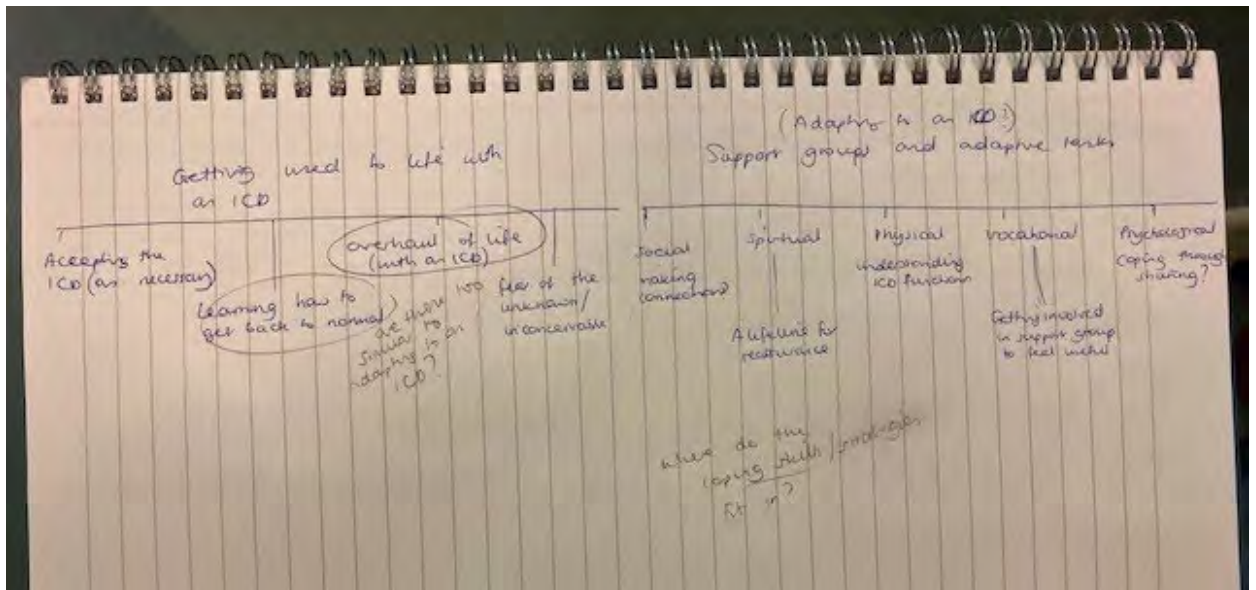 Getting used to life with
an ICD
Accepting the
ICD (as necessary)
Learning how to
get back to normal
overhaul of life
(with an ICD)
are these too
similar to
adapting to an
ICD?
fear of the
unknown/
inconceivable
(Adapting to an ICD?)
Support groups and adaptive tasks
Social
making
connections
Spiritual
A lifeline for
reassurance
Physical
understanding
ICD function
Vocational
Getting involved
in support group
to feel useful
Psychological
Coping through
sharing?
where do the
coping skills/strategies
fit in?